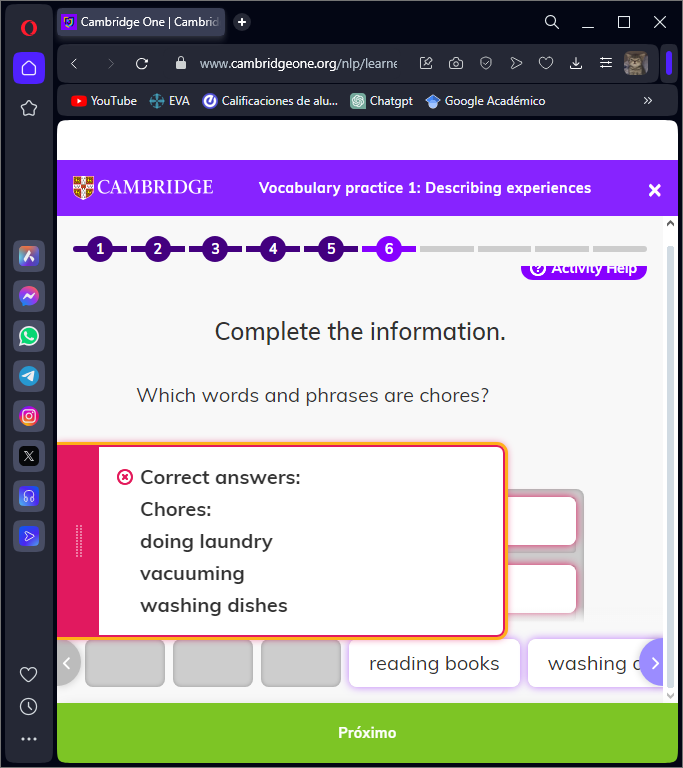 Cambridge One | Cambrid
www.cambridgeone.org/nlp/learne
YouTube
EVA
Calificaciones de alu...
Chatgpt
Google Académico
CAMBRIDGE
Vocabulary practice 1: Describing experiences
1 2 3 4 5 6
Activity Help
Complete the information.
Which words and phrases are chores?
Correct answers:
Chores:
doing laundry
vacuuming
washing dishes
reading books
washing
Próximo